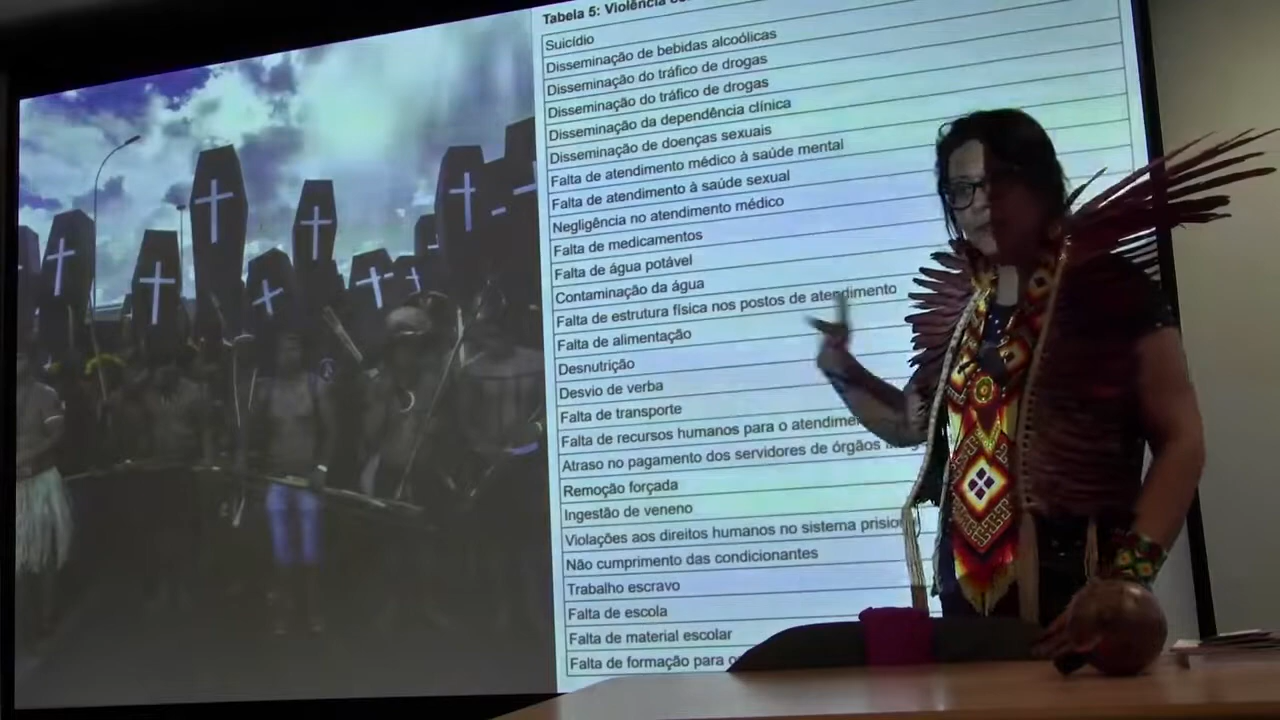 Tabela 5: Violência
Suicídio
Disseminação de bebidas alcoólicas
Disseminação do tráfico de drogas
Disseminação do tráfico de drogas
Disseminação da dependência clínica
Disseminação de doenças sexuais
Falta de atendimento médico à saúde mental
Falta de atendimento à saúde sexual
Negligência no atendimento médico
Falta de medicamentos
Falta de água potável
Contaminação da água
Falta de estrutura física nos postos de atendimento
Falta de alimentação
Desnutrição
Desvio de verba
Falta de transporte
Falta de recursos humanos para o
Atraso no pagamento dos servidores de órgãos
Remoção forçada
Ingestão de veneno
Violações aos direitos humanos no sistema
Não cumprimento das condicionantes
Trabalho escravo
Falta de escola
Falta de material escolar
Falta de formação para